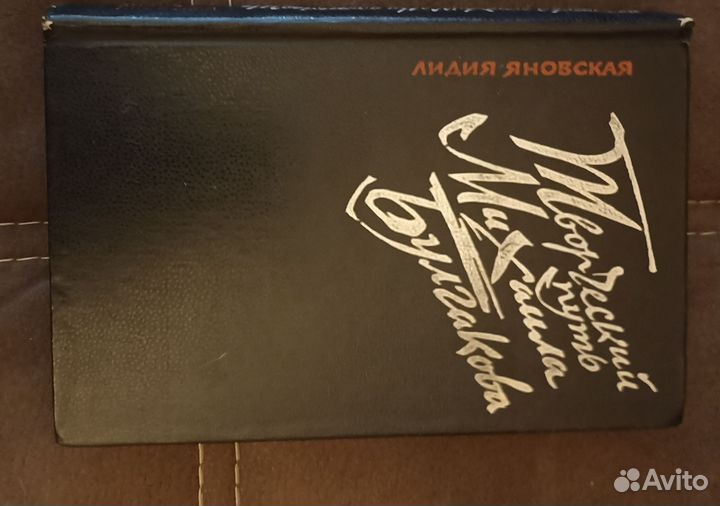 ЛИДИЯ ЯНОВСКАЯ
Творческий
путь
Михаила
Булгакова
Avito